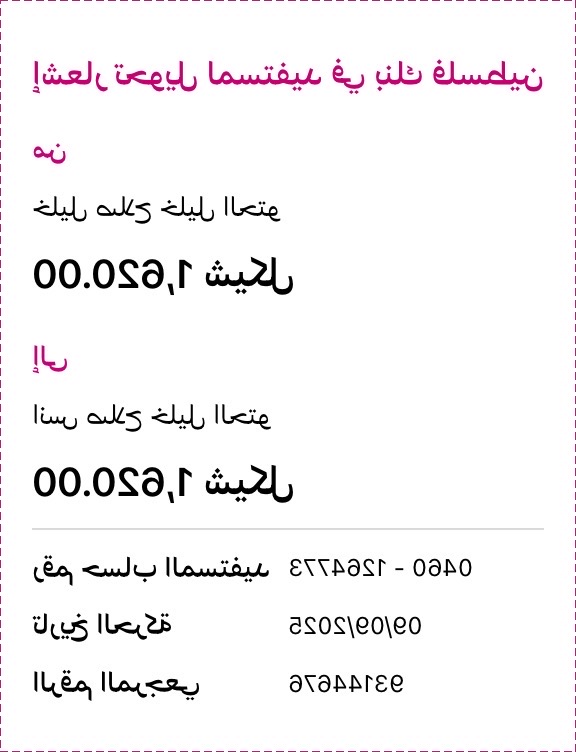 إشعار تحويل لمستفيد في بنك فلسطين
من
خليل صلاح خليل الحتو
1,620.00 شيكل
إلى
انس صلاح خليل الحتو
1,620.00 شيكل
رقم حساب المستفيد 0460 - 1264773
تاريخ الحركة 09/09/2025
الرقم المرجعي 93144676